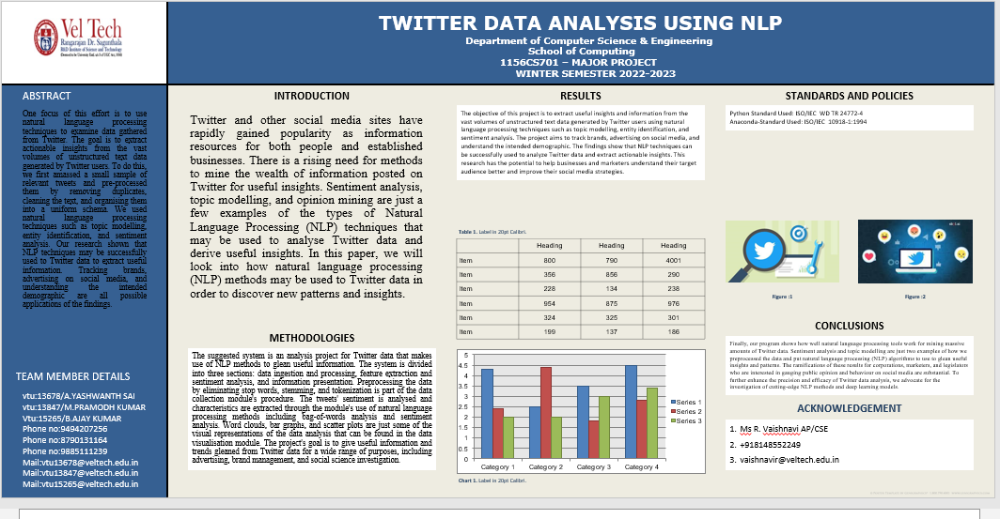 Vel Tech
Rangarajan Dr. Sagunthala
R&D Institute of Science and Technology
TWITTER DATA ANALYSIS USING NLP
Department of Computer Science & Engineering
School of Computing
1156CS701 – MAJOR PROJECT
WINTER SEMESTER 2022-2023
ABSTRACT
One focus of this effort is to use
natural language processing
techniques to examine data gathered
from Twitter. The goal is to extract
actionable insights from the vast
volumes of unstructured text data
generated by Twitter users. To do this,
we first amassed a small sample of
relevant tweets and pre-processed
them by removing duplicates,
cleaning the text, and organising them
into a uniform schema. We used
natural language processing
techniques such as topic modelling,
entity identification, and sentiment
analysis. Our research shown that
NLP techniques may be successfully
used to Twitter data to extract useful
information. Tracking brands,
advertising on social media, and
understanding the intended
demographic are all possible
applications of the findings.
TEAM MEMBER DETAILS
vtu:13678/A.YASHWANTH SAI
vtu:13847/M.PRAMODH KUMAR
Vtu:15265/B.AJAY KUMAR
Phone no:9494207256
Phone no:8790131164
Phone no:9885111239
Mail:vtu13678@veltech.edu.in
Mail:vtu13847@veltech.edu.in
Mail:vtu15265@veltech.edu.in
INTRODUCTION
Twitter and other social media sites have
rapidly gained popularity as information
resources for both people and established
businesses. There is a rising need for methods
to mine the wealth of information posted on
Twitter for useful insights. Sentiment analysis,
topic modelling, and opinion mining are just a
few examples of the types of Natural
Language Processing (NLP) techniques that
may be used to analyse Twitter data and
derive useful insights. In this paper, we will
look into how natural language processing
(NLP) methods may be used to Twitter data in
order to discover new patterns and insights.
METHODOLOGIES
The suggested system is an analysis project for Twitter data that makes
use of NLP methods to glean useful information. The system is divided
into three sections: data ingestion and processing, feature extraction and
sentiment analysis, and information presentation. Preprocessing the data
by eliminating stop words, stemming, and tokenization is part of the data
collection module's procedure. The tweets' sentiment is analysed and
characteristics are extracted through the module's use of natural language
processing methods including bag-of-words analysis and sentiment
analysis. Word clouds, bar graphs, and scatter plots are just some of the
visual representations of the data analysis that can be found in the data
visualisation module. The project's goal is to give useful information and
trends gleaned from Twitter data for a wide range of purposes, including
advertising, brand management, and social science investigation.
RESULTS
The objective of this project is to extract useful insights and information from the
vast volumes of unstructured text data generated by Twitter users using natural
language processing techniques such as topic modelling, entity identification, and
sentiment analysis. The project aims to track brands, advertising on social media, and
understand the intended demographic. The findings show that NLP techniques can
be successfully used to analyze Twitter data and extract actionable insights. This
research has the potential to help businesses and marketers understand their target
audience better and improve their social media strategies.
Table 1. Label in 20pt Calibri.
Heading Heading Heading
Item 800 790 4001
Item 356 856 290
Item 228 134 238
Item 954 875 976
Item 324 325 301
Item 199 137 186
5
4.5
4
3.5
3
2.5
2
1.5
1
0.5
0
Category 1 Category 2 Category 3 Category 4
Series 1
Series 2
Series 3
Chart 1. Label in 20pt Calibri.
STANDARDS AND POLICIES
Python Standard Used: ISO/IEC WD TR 24772-4
Anaconda-Standard Used: ISO/IEC 10918-1:1994
Figure :1
Figure :2
CONCLUSIONS
Finally, our program shows how well natural language processing tools work for mining massive
amounts of Twitter data. Sentiment analysis and topic modelling are just two examples of how we
preprocessed the data and put natural language processing (NLP) algorithms to use to glean useful
insights and patterns. The ramifications of these results for corporations, marketers, and legislators
who are interested in gauging public opinion and behaviour on social media are substantial. To
further enhance the precision and efficacy of Twitter data analysis, we advocate for the
investigation of cutting-edge NLP methods and deep learning models.
ACKNOWLEDGEMENT
1. Ms R. Vaishnavi AP/CSE
2. +918148552249
3. vaishnavir@veltech.edu.in